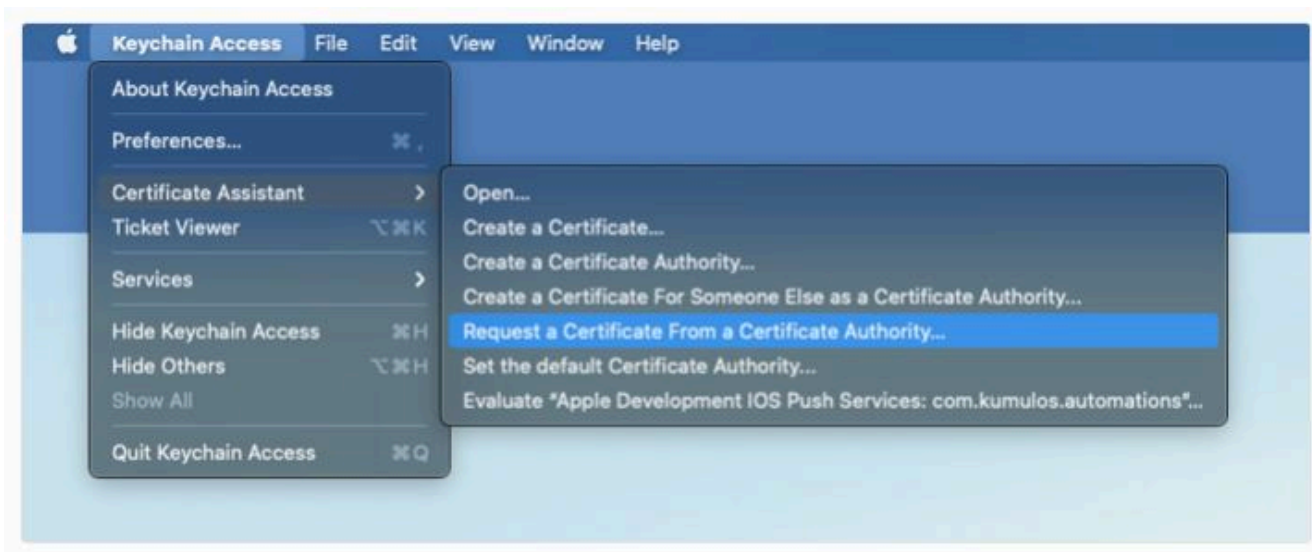 Keychain Access File Edit View Window Help
About Keychain Access
Preferences... ⌘ ,
Certificate Assistant >
Ticket Viewer ⌥⌘K
Services >
Hide Keychain Access ⌘H
Hide Others ⌥⌘H
Show All
Quit Keychain Access ⌘Q
Open...
Create a Certificate...
Create a Certificate Authority...
Create a Certificate For Someone Else as a Certificate Authority...
Request a Certificate From a Certificate Authority...
Set the default Certificate Authority...
Evaluate "Apple Development IOS Push Services: com.kumulos.automations"...